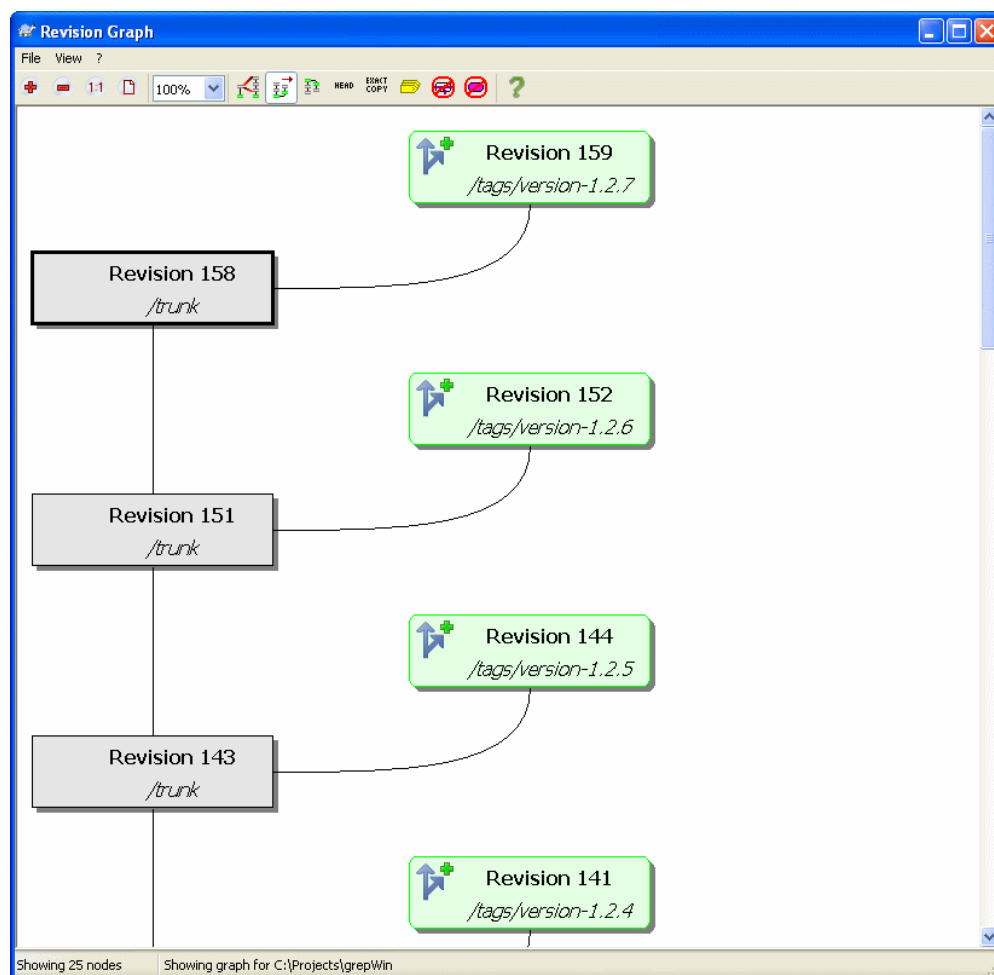 Revision Graph
File View ?
1:1 100% HEAD EXACT COPY ?
Revision 159
/tags/version-1.2.7
Revision 158
/trunk
Revision 152
/tags/version-1.2.6
Revision 151
/trunk
Revision 144
/tags/version-1.2.5
Revision 143
/trunk
Revision 141
/tags/version-1.2.4
Showing 25 nodes Showing graph for C:\Projects\grepWin